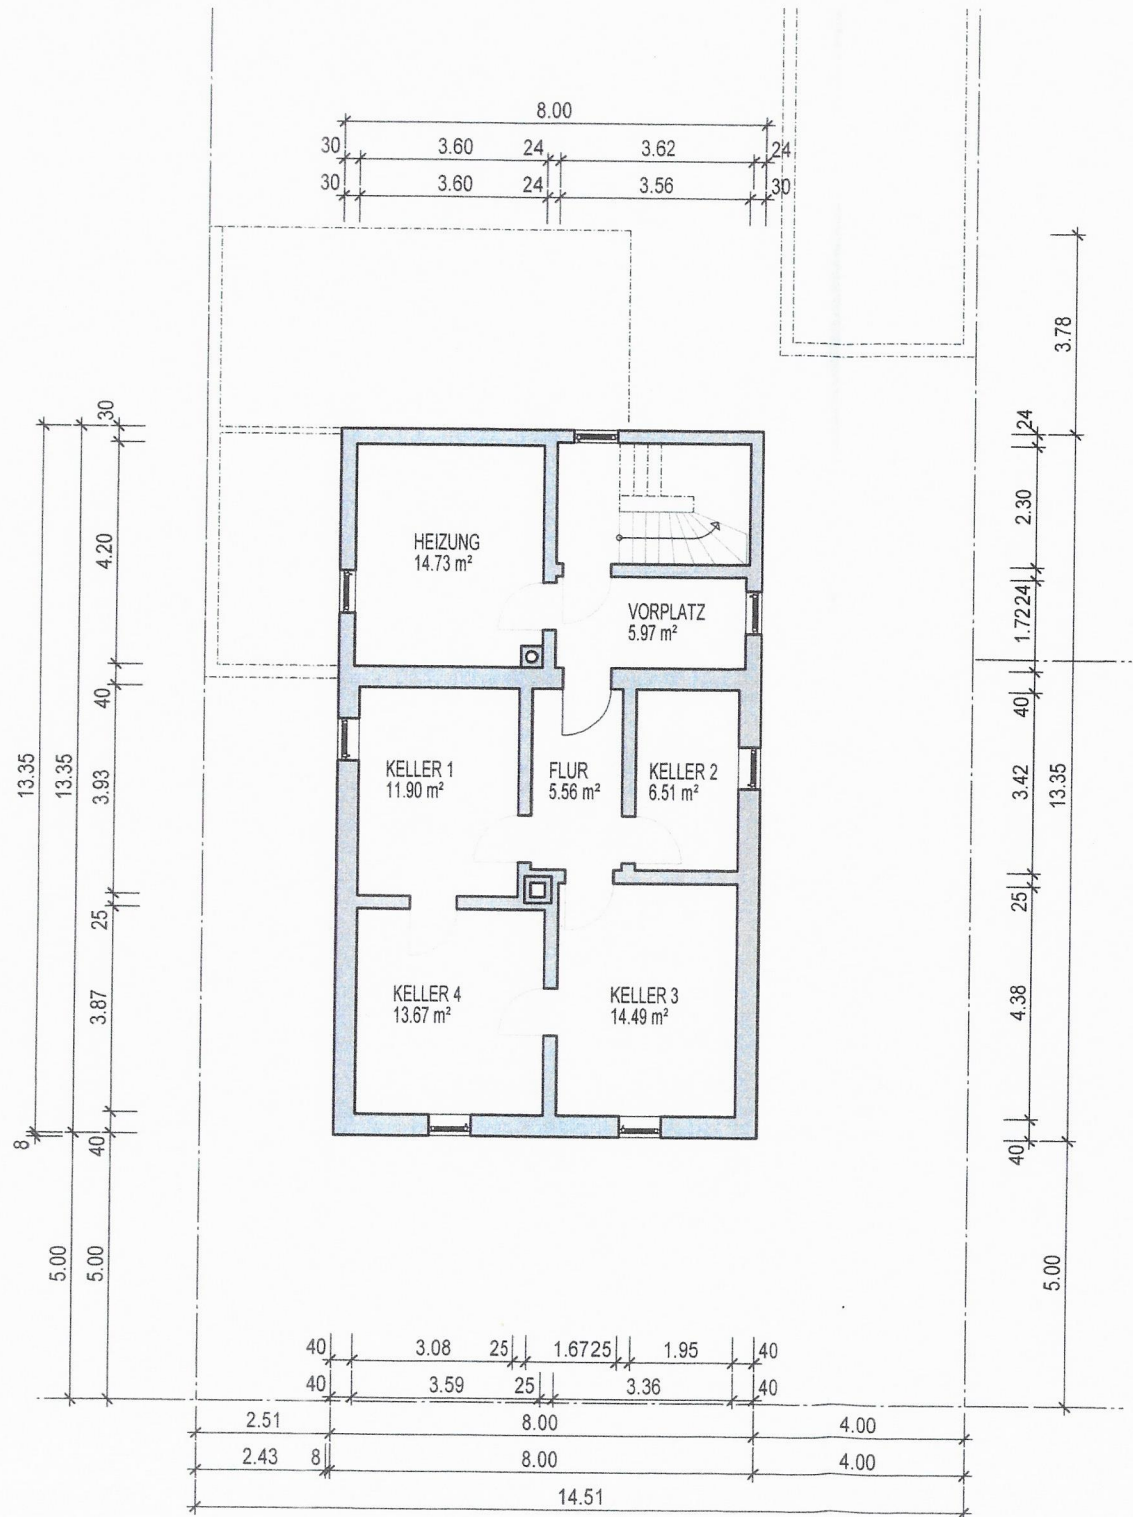 8.00
30 3.60 24 3.62 24
30 3.60 24 3.56 30
3.78
30
24
4.20
2.30
HEIZUNG
14.73 m²
VORPLATZ
5.97 m²
24
1.72
40
40
13.35
13.35
3.93
KELLER 1
11.90 m²
FLUR
5.56 m²
KELLER 2
6.51 m²
3.42
13.35
25
25
3.87
KELLER 4
13.67 m²
KELLER 3
14.49 m²
4.38
8
40
40
5.00
5.00
5.00
40 3.08 25 1.67 25 1.95 40
40 3.59 25 3.36 40
2.51 8.00 4.00
2.43 8 8.00 4.00
14.51